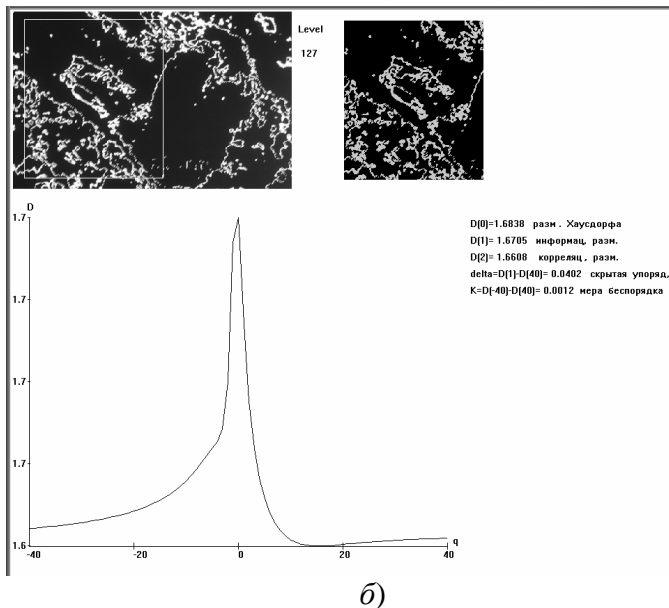 Level
127
D
1.7
1.7
1.7
1.7
1.6
-40
-20
0
20
40
q
D(0)=1.6838 разм. Хаусдорфа
D(1)= 1.6705 информац, разм.
D(2)= 1.6608 корреляц, разм.
delta=D(1)-D(40)= 0.0402 скрытая упоряд,
K=D(-40)-D(40)= 0.0012 мера беспорядка
б)